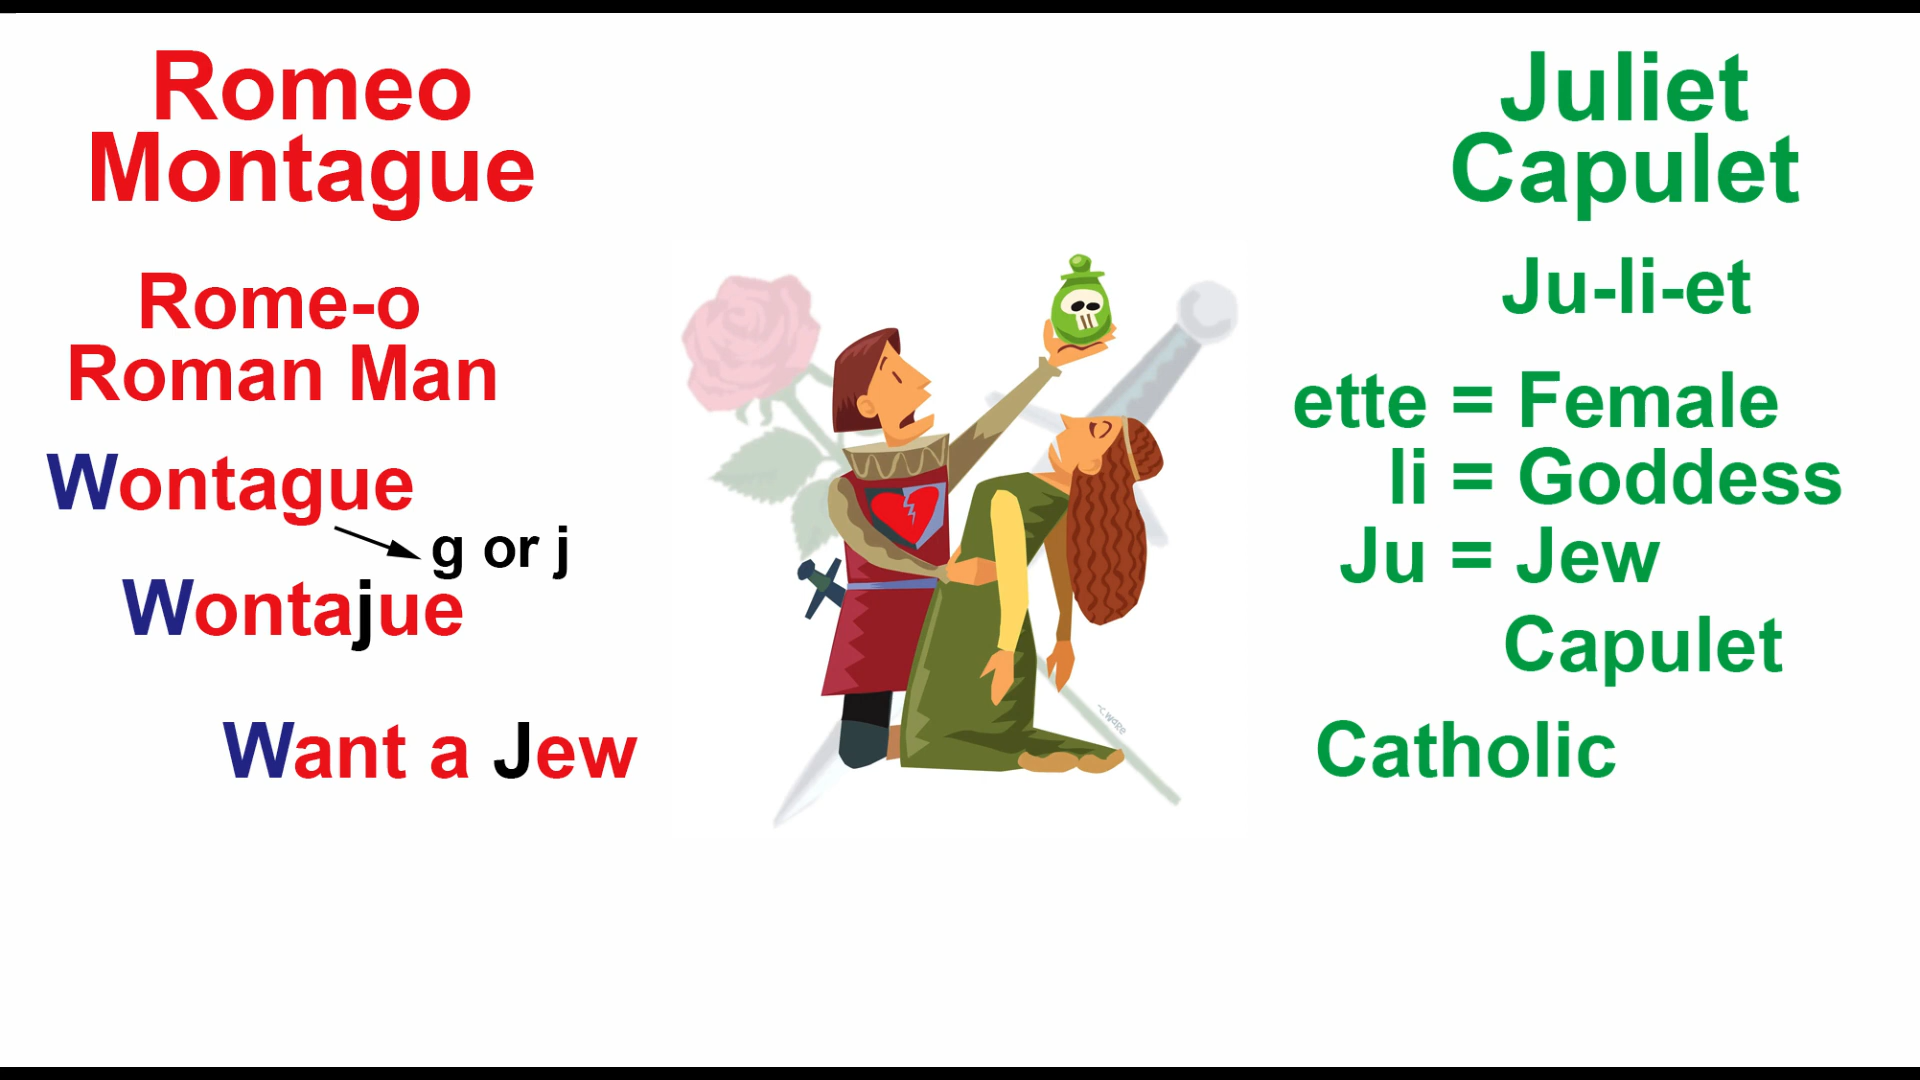 Romeo
Montague
Rome-o
Roman Man
Wontague
g or j
Wontajue
Want a Jew
Juliet
Capulet
Ju-li-et
ette = Female
li = Goddess
Ju = Jew
Capulet
Catholic
C.WARE